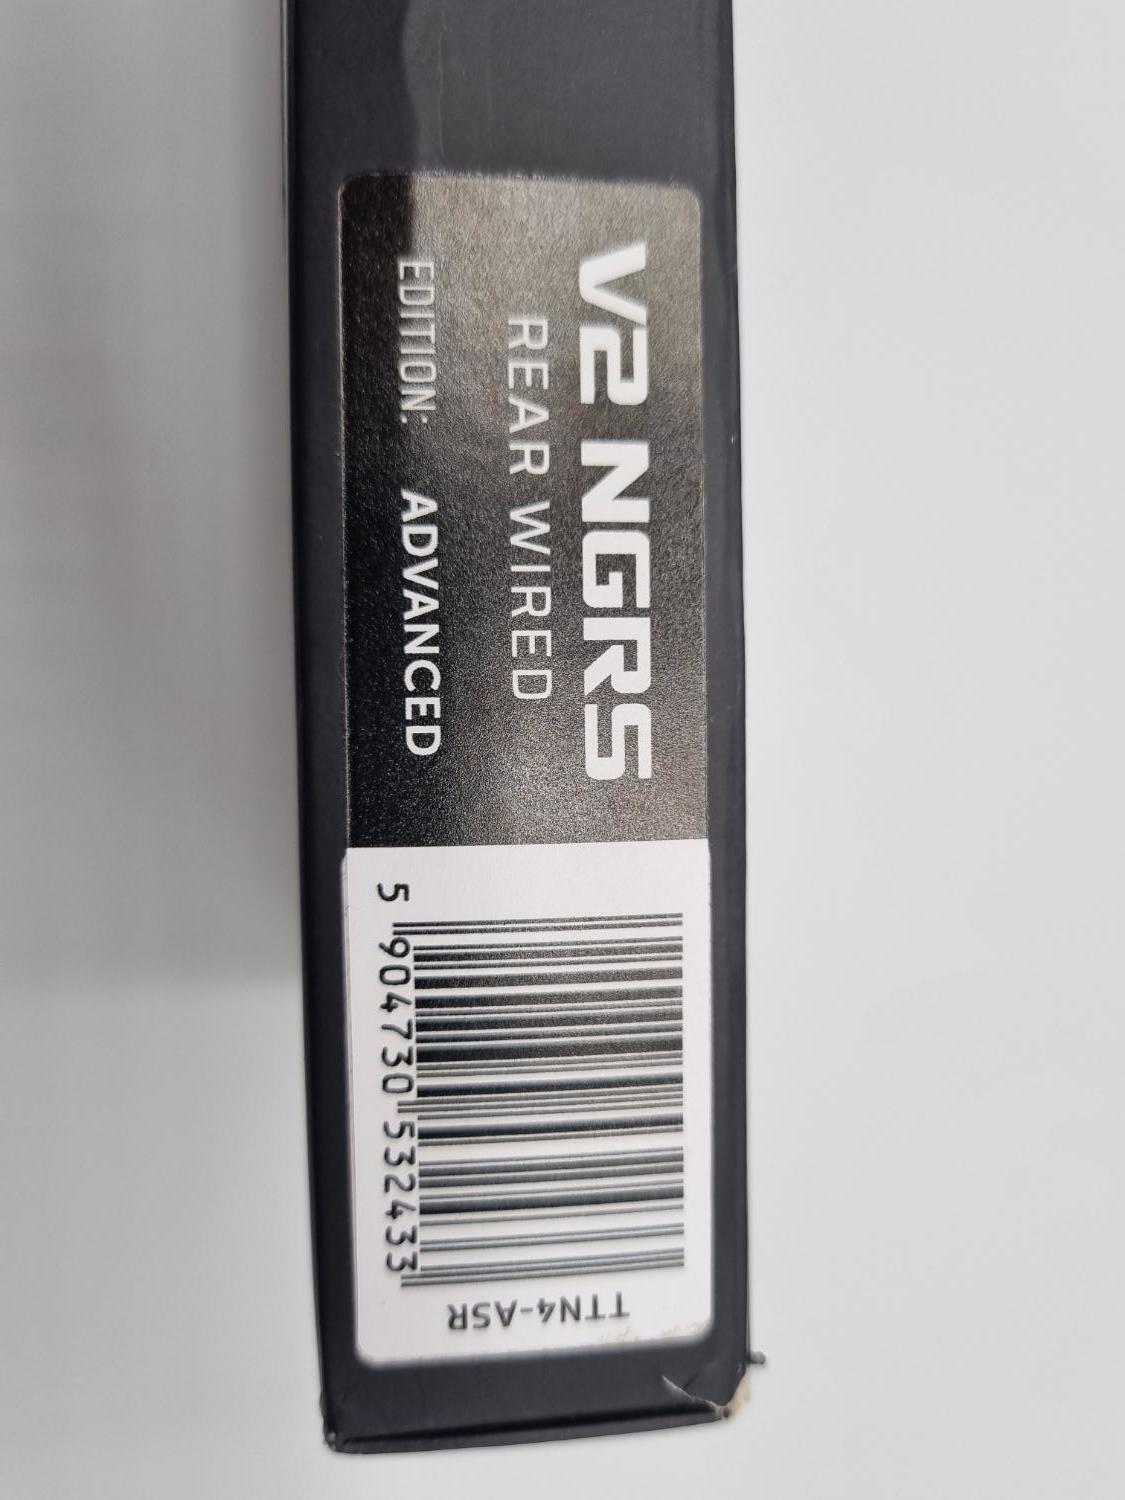 V2 NGRS
REAR WIRED
EDITION: ADVANCED
5 904730 532433
TTN4-ASR